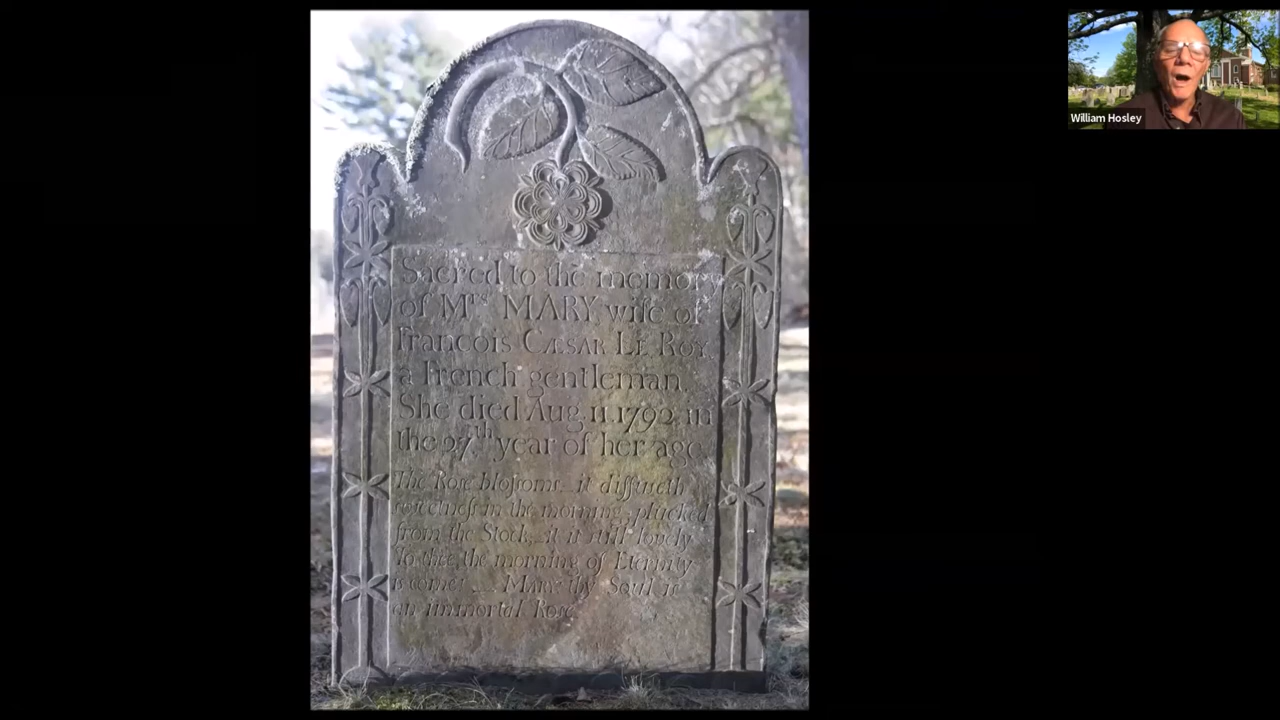 Sacred to the memory
of Mrs MARY, wife of
Francois CÆSAR LE ROY,
a French gentleman.
She died Aug. 11. 1792 in
the 27th year of her age
The Rose bloſsoms _ it diffuseth
sweetneſs in the morning, plucked
from the Stock, _ it is still lovely
To thee, the morning of Eternity
is come! _ MARY thy Soul is
an immortal Rose
William Hosley